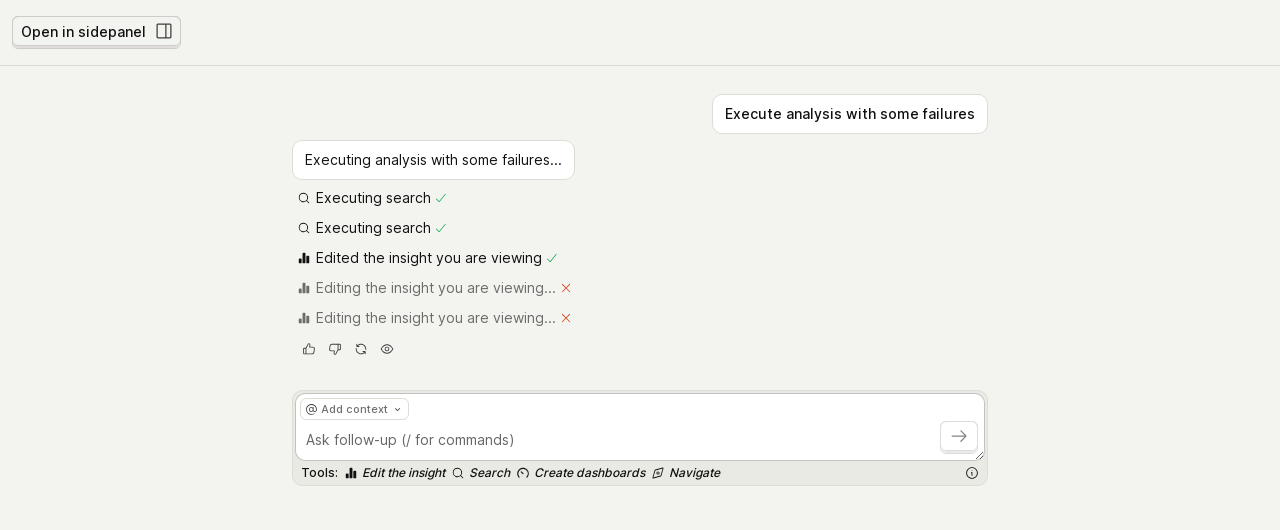 Open in sidepanel
Execute analysis with some failures
Executing analysis with some failures...
Executing search
Executing search
Edited the insight you are viewing
Editing the insight you are viewing...
Editing the insight you are viewing...
Add context
Ask follow-up (/ for commands)
Tools: Edit the insight Search Create dashboards Navigate